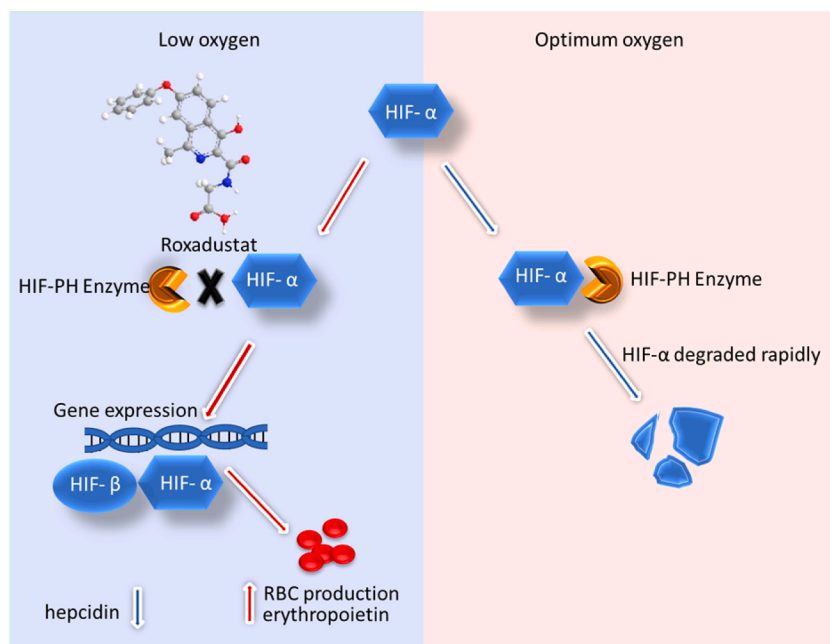 Low oxygen
Optimum oxygen
HIF- α
Roxadustat
HIF-PH Enzyme
HIF- α
HIF- α
HIF-PH Enzyme
HIF-α degraded rapidly
Gene expression
HIF- β
HIF- α
hepcidin
RBC production
erythropoietin